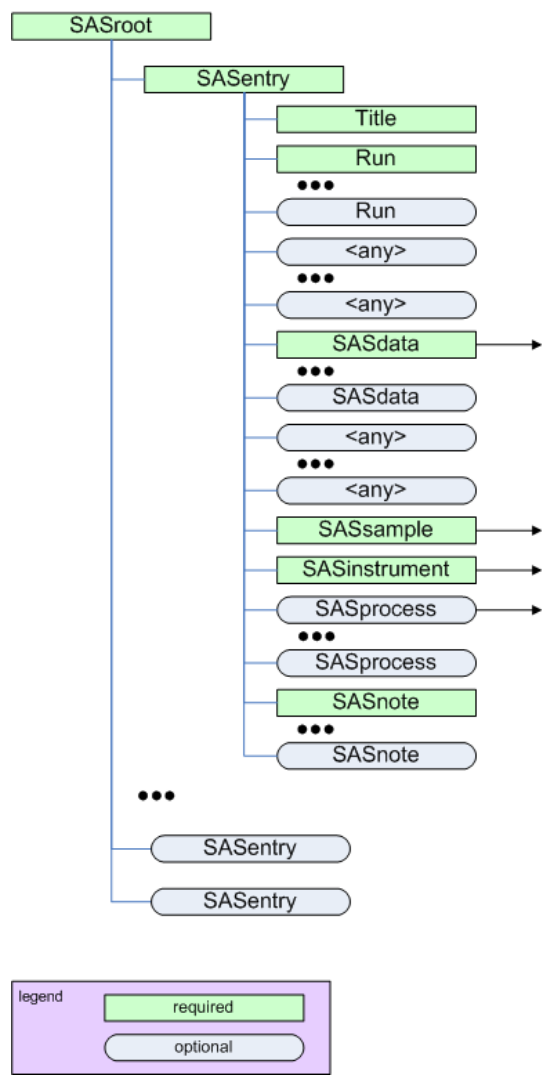 SASroot
SASentry
Title
Run
Run
<any>
<any>
SASdata
SASdata
<any>
<any>
SASsample
SASinstrument
SASprocess
SASprocess
SASnote
SASnote
SASentry
SASentry
legend
required
optional